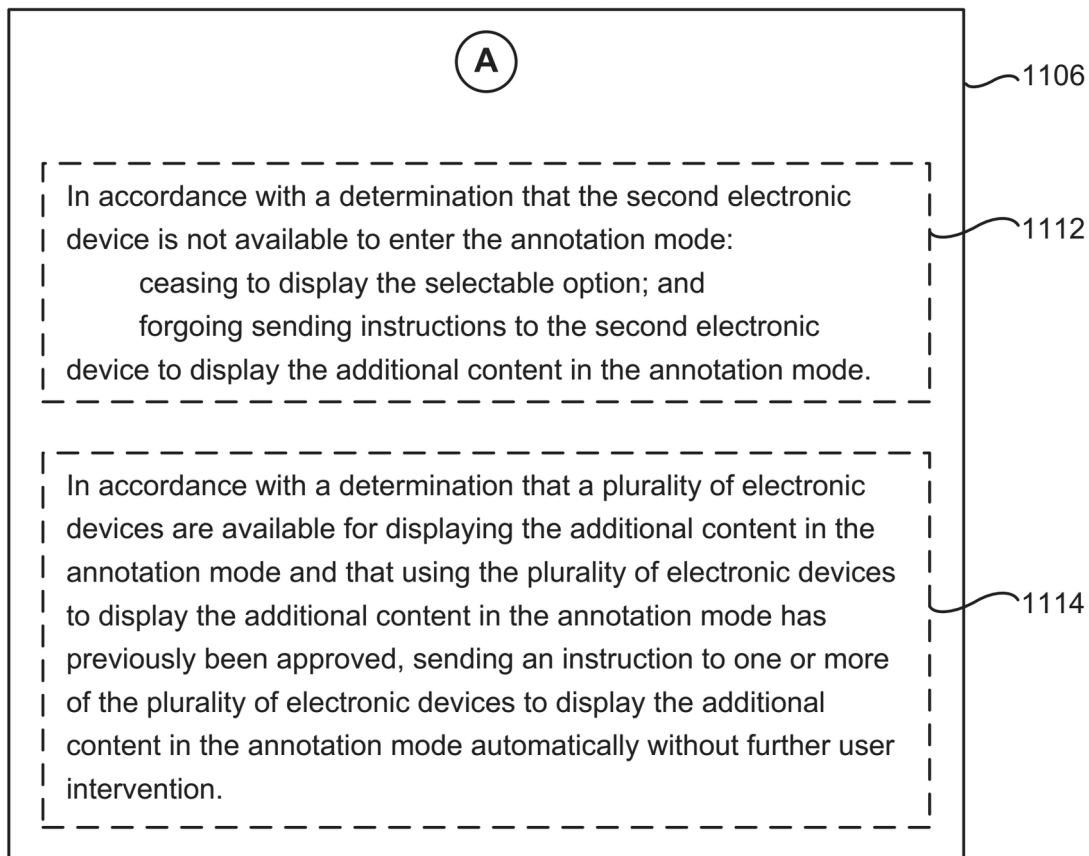 A
1106
In accordance with a determination that the second electronic
device is not available to enter the annotation mode:
ceasing to display the selectable option; and
forgoing sending instructions to the second electronic
device to display the additional content in the annotation mode.
1112
In accordance with a determination that a plurality of electronic
devices are available for displaying the additional content in the
annotation mode and that using the plurality of electronic devices
to display the additional content in the annotation mode has
previously been approved, sending an instruction to one or more
of the plurality of electronic devices to display the additional
content in the annotation mode automatically without further user
intervention.
1114